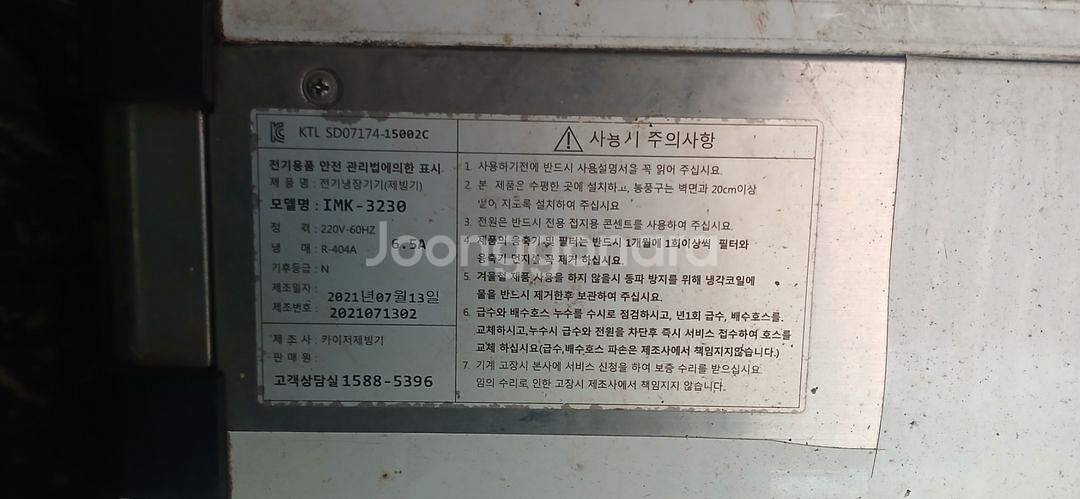 KTL SD07174-15002C
전기용품 안전 관리법에의한 표시
제 품 명 : 전기냉장기기(제빙기)
모델명 : IMK-3230
정 격 : 220V-60HZ 6.5A
냉 매 : R-404A
기후등급 : N
제조일자 : 2021년07월13일
제조번호 : 2021071302
제 조 사 : 카이저제빙기
판 매 원 :
고객상담실 1588-5396
사용시 주의사항
1. 사용하기전에 반드시 사용설명서을 꼭 읽어 주십시요.
2. 본 제품은 수평한 곳에 설치하고, 통풍구는 벽면과 20cm이상
떨어 지도록 설치하여 주십시요
3. 전원은 반드시 전용 접지용 콘센트를 사용하여 주십시요.
4. 제품의 응축기 및 필터는 반드시 1개월에 1회이상씩 필터와
응축기 먼지를 꼭 제거 하십시요.
5. 겨울철 제품 사용을 하지 않을시 동파 방지를 위해 냉각코일에
물을 반드시 제거한후 보관하여 주십시요.
6. 급수와 배수호스 누수를 수시로 점검하시고, 년1회 급수, 배수호스를.
교체하시고,누수시 급수와 전원을 차단후 즉시 서비스 접수하여 호스를
교체 하십시요(급수,배수호스 파손은 제조사에서 책임지지않습니다.)
7. 기계 고장시 본사에 서비스 신청을 하여 보증 수리를 받으십시요.
임의 수리로 인한 고장시 제조사에서 책임지지 않습니다.
Joonggonara